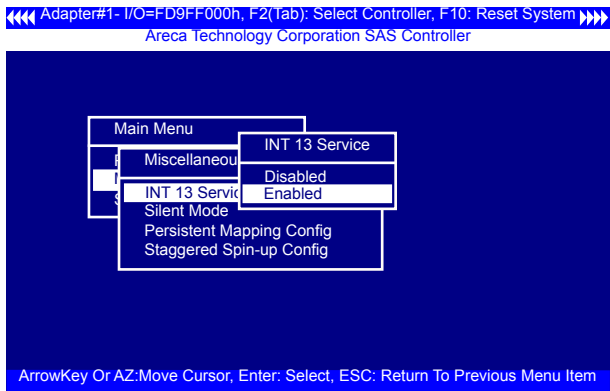 Adapter#1- I/O=FD9FF000h, F2(Tab): Select Controller, F10: Reset System
Areca Technology Corporation SAS Controller
Main Menu
Miscellaneou
INT 13 Service
Disabled
Enabled
INT 13 Servic
Silent Mode
Persistent Mapping Config
Staggered Spin-up Config
ArrowKey Or AZ:Move Cursor, Enter: Select, ESC: Return To Previous Menu Item